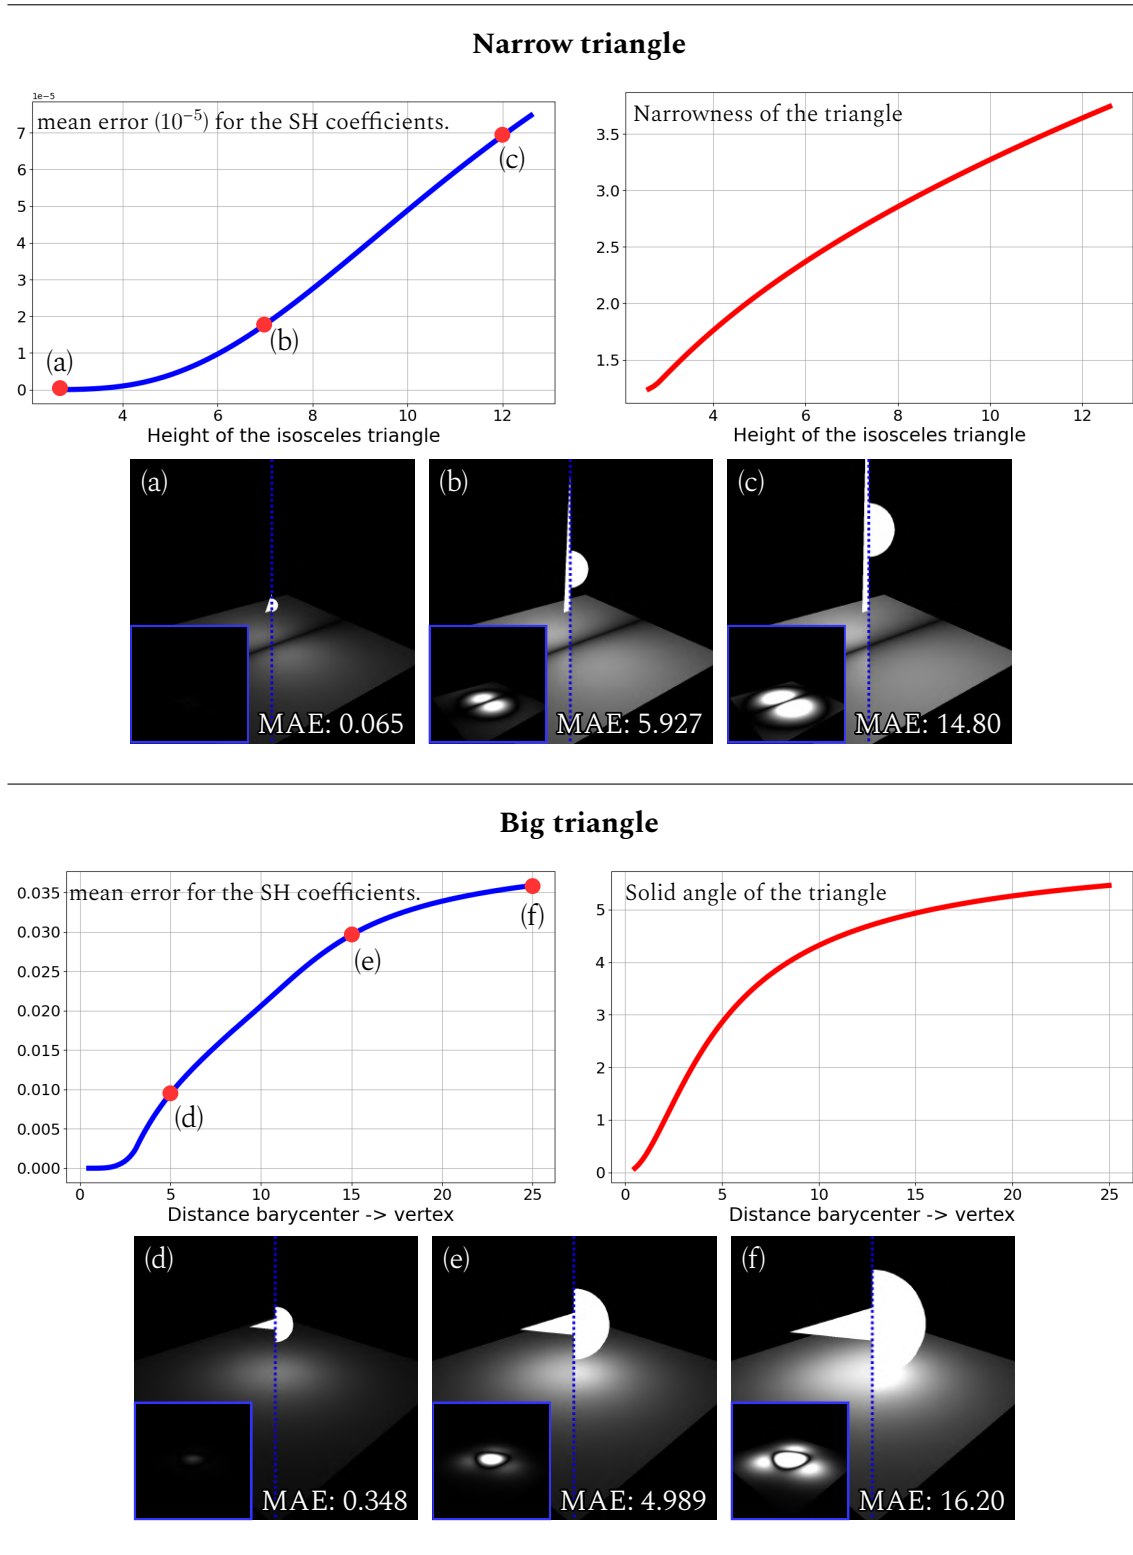 Narrow triangle
1e−5
mean error (10⁻⁵) for the SH coefficients.
7
6
5
4
3
2
1
0
(a)
(b)
(c)
4 6 8 10 12
Height of the isosceles triangle
Narrowness of the triangle
3.5
3.0
2.5
2.0
1.5
4 6 8 10 12
Height of the isosceles triangle
(a)
MAE: 0.065
(b)
MAE: 5.927
(c)
MAE: 14.80
Big triangle
mean error for the SH coefficients.
0.035
0.030
0.025
0.020
0.015
0.010
0.005
0.000
(d)
(e)
(f)
0 5 10 15 20 25
Distance barycenter -> vertex
Solid angle of the triangle
5
4
3
2
1
0
0 5 10 15 20 25
Distance barycenter -> vertex
(d)
MAE: 0.348
(e)
MAE: 4.989
(f)
MAE: 16.20